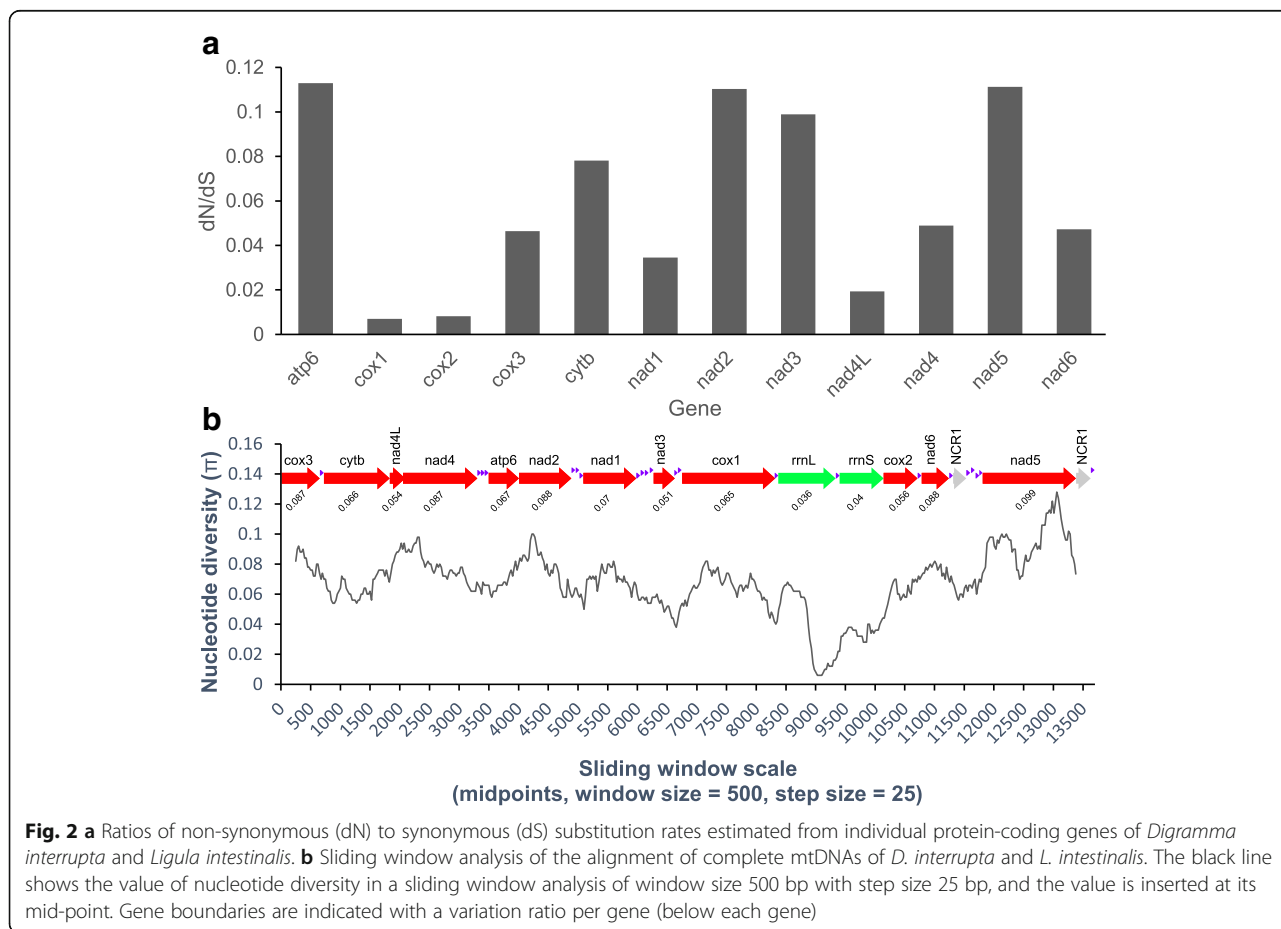 a
0.12
0.1
0.08
0.06
0.04
0.02
0
dN/dS
atp6 cox1 cox2 cox3 cytb nad1 nad2 nad3 nad4L nad4 nad5 nad6
Gene
b
0.16
0.14
0.12
0.1
0.08
0.06
0.04
0.02
0
Nucleotide diversity (π)
cox3 cytb nad4L nad4 atp6 nad2 nad1 nad3 cox1 rrnL rrnS cox2 nad6 NCR1 nad5 NCR1
0.087 0.066 0.054 0.087 0.067 0.088 0.07 0.051 0.065 0.036 0.04 0.056 0.088 0.099
0 500 1000 1500 2000 2500 3000 3500 4000 4500 5000 5500 6000 6500 7000 7500 8000 8500 9000 9500 10000 10500 11000 11500 12000 12500 13000 13500
Sliding window scale
(midpoints, window size = 500, step size = 25)
Fig. 2 a Ratios of non-synonymous (dN) to synonymous (dS) substitution rates estimated from individual protein-coding genes of Digramma
interrupta and Ligula intestinalis. b Sliding window analysis of the alignment of complete mtDNAs of D. interrupta and L. intestinalis. The black line
shows the value of nucleotide diversity in a sliding window analysis of window size 500 bp with step size 25 bp, and the value is inserted at its
mid-point. Gene boundaries are indicated with a variation ratio per gene (below each gene)